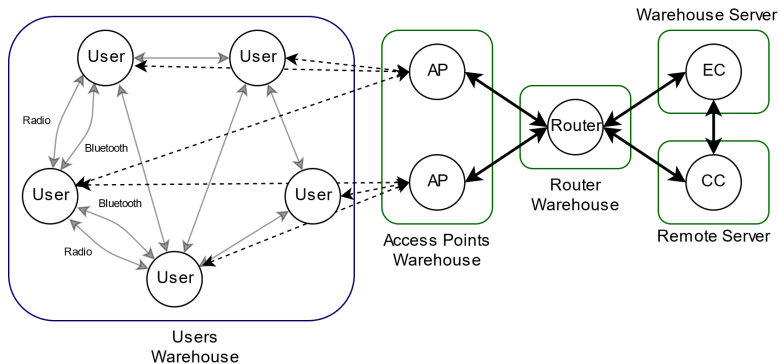 Warehouse Server
User
User
AP
EC
Radio
Bluetooth
Router
User
Bluetooth
User
AP
CC
Radio
User
Router
Warehouse
Access Points
Warehouse
Remote Server
Users
Warehouse